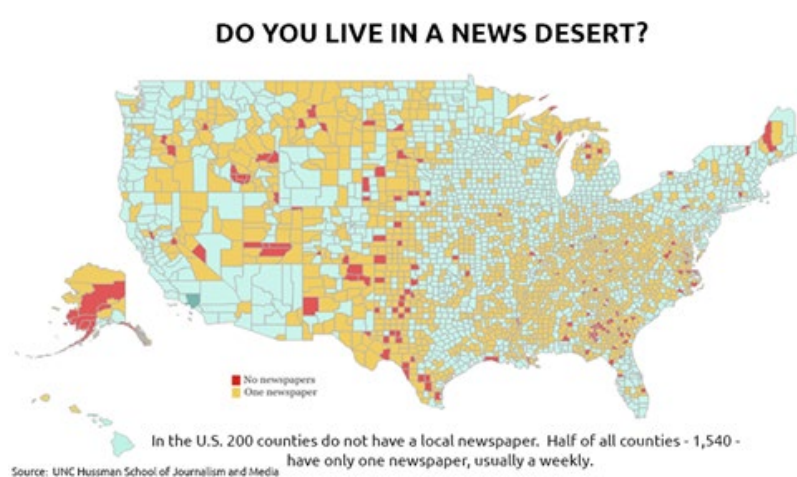 DO YOU LIVE IN A NEWS DESERT?
No newspapers
One newspaper
In the U.S. 200 counties do not have a local newspaper. Half of all counties - 1,540 -
have only one newspaper, usually a weekly.
Source: UNC Hussman School of Journalism and Media